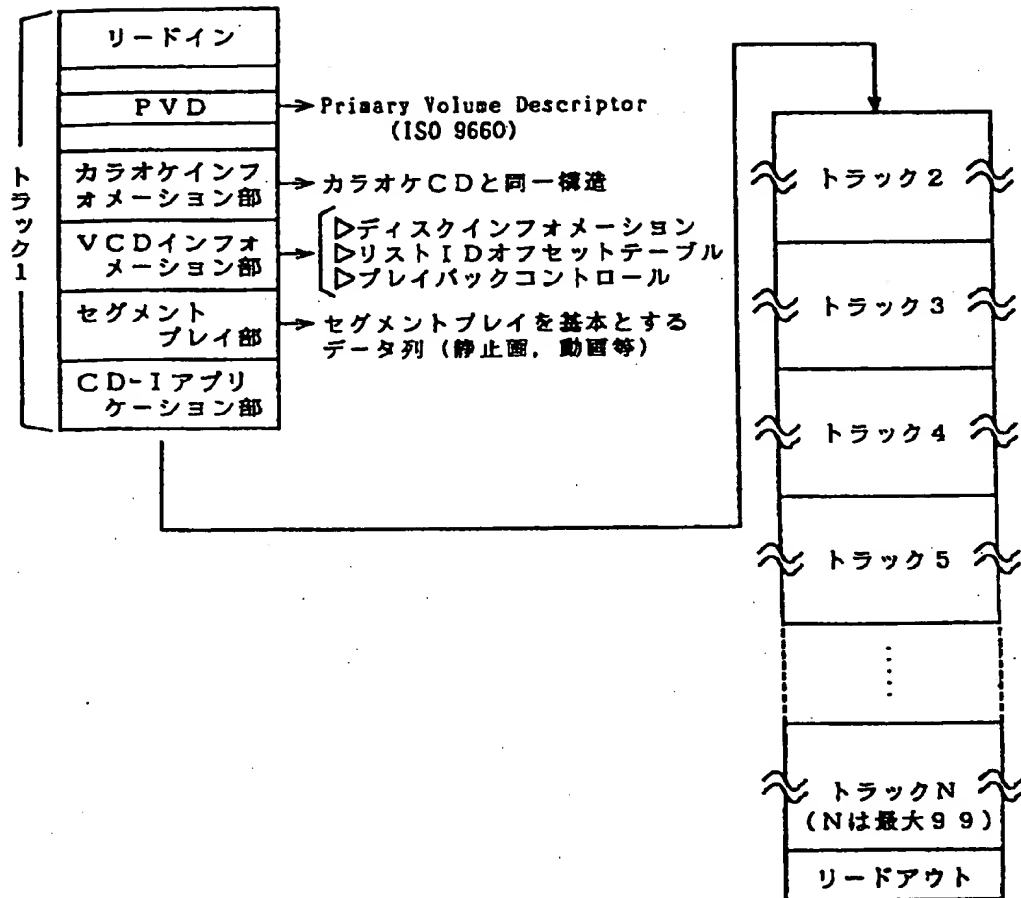 トラック1
リードイン
PVD
Primary Volume Descriptor
(ISO 9660)
カラオケインフ
ォメーション部
カラオケCDと同一構造
VCDインフォ
メーション部
▷ディスクインフォメーション
▷リストIDオフセットテーブル
▷プレイバックコントロール
セグメント
プレイ部
セグメントプレイを基本とする
データ列(静止画,動画等)
CD-Iアプリ
ケーション部
トラック2
トラック3
トラック4
トラック5
トラックN
(Nは最大99)
リードアウト